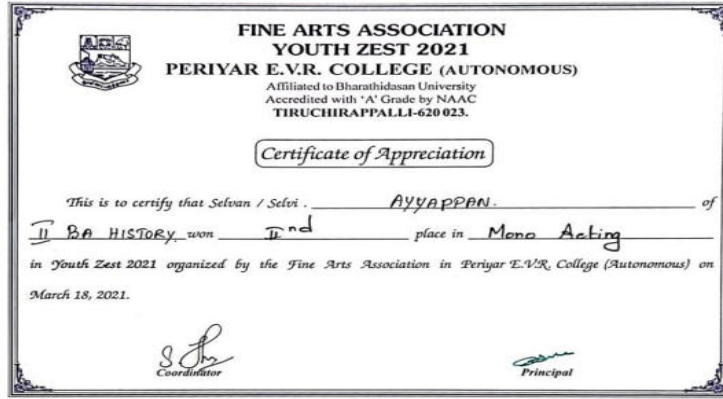 FINE ARTS ASSOCIATION
YOUTH ZEST 2021
PERIYAR E.V.R. COLLEGE (AUTONOMOUS)
Affiliated to Bharathidasan University
Accredited with 'A' Grade by NAAC
TIRUCHIRAPPALLI-620 023.
Certificate of Appreciation
This is to certify that Selvan / Selvi . AYYAPPAN. of
II BA HISTORY won IInd place in Mono Acting
in Youth Zest 2021 organized by the Fine Arts Association in Periyar E.V.R. College (Autonomous) on
March 18, 2021.
Coordinator Principal